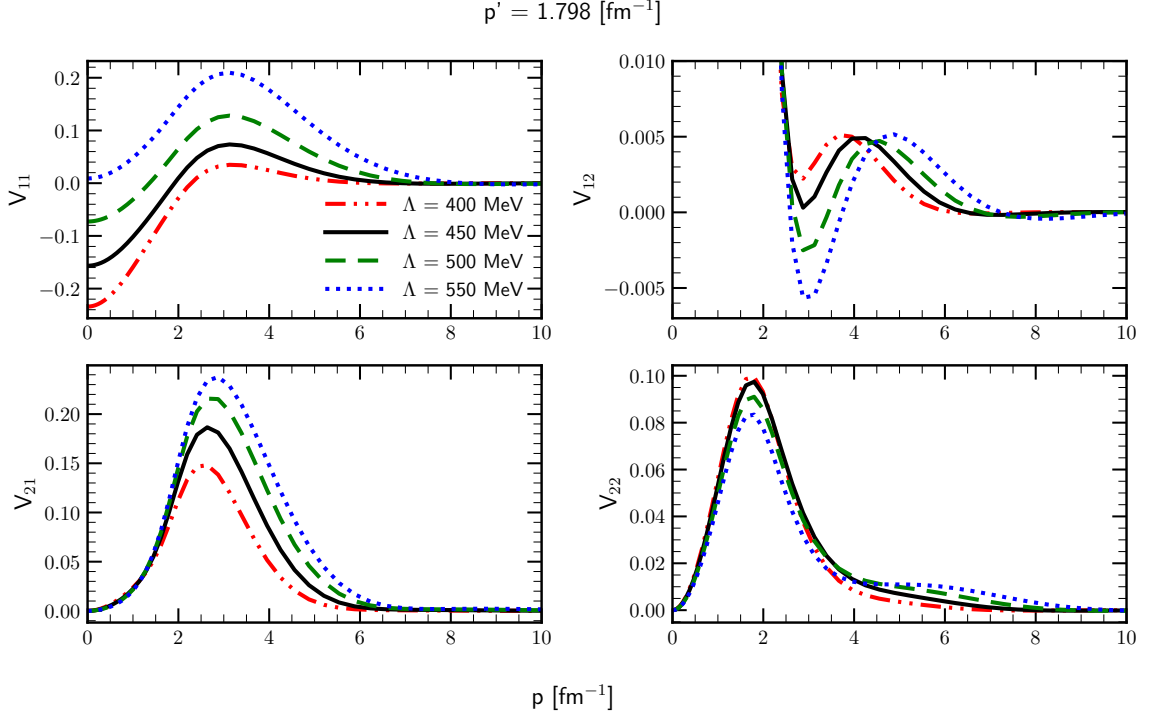 p' = 1.798 [fm⁻¹]
0.2
0.1
0.0
−0.1
−0.2
V₁₁
0 2 4 6 8 10
Λ = 400 MeV
Λ = 450 MeV
Λ = 500 MeV
Λ = 550 MeV
0.010
0.005
0.000
−0.005
V₁₂
0 2 4 6 8 10
0.20
0.15
0.10
0.05
0.00
V₂₁
0 2 4 6 8 10
0.10
0.08
0.06
0.04
0.02
0.00
V₂₂
0 2 4 6 8 10
p [fm⁻¹]